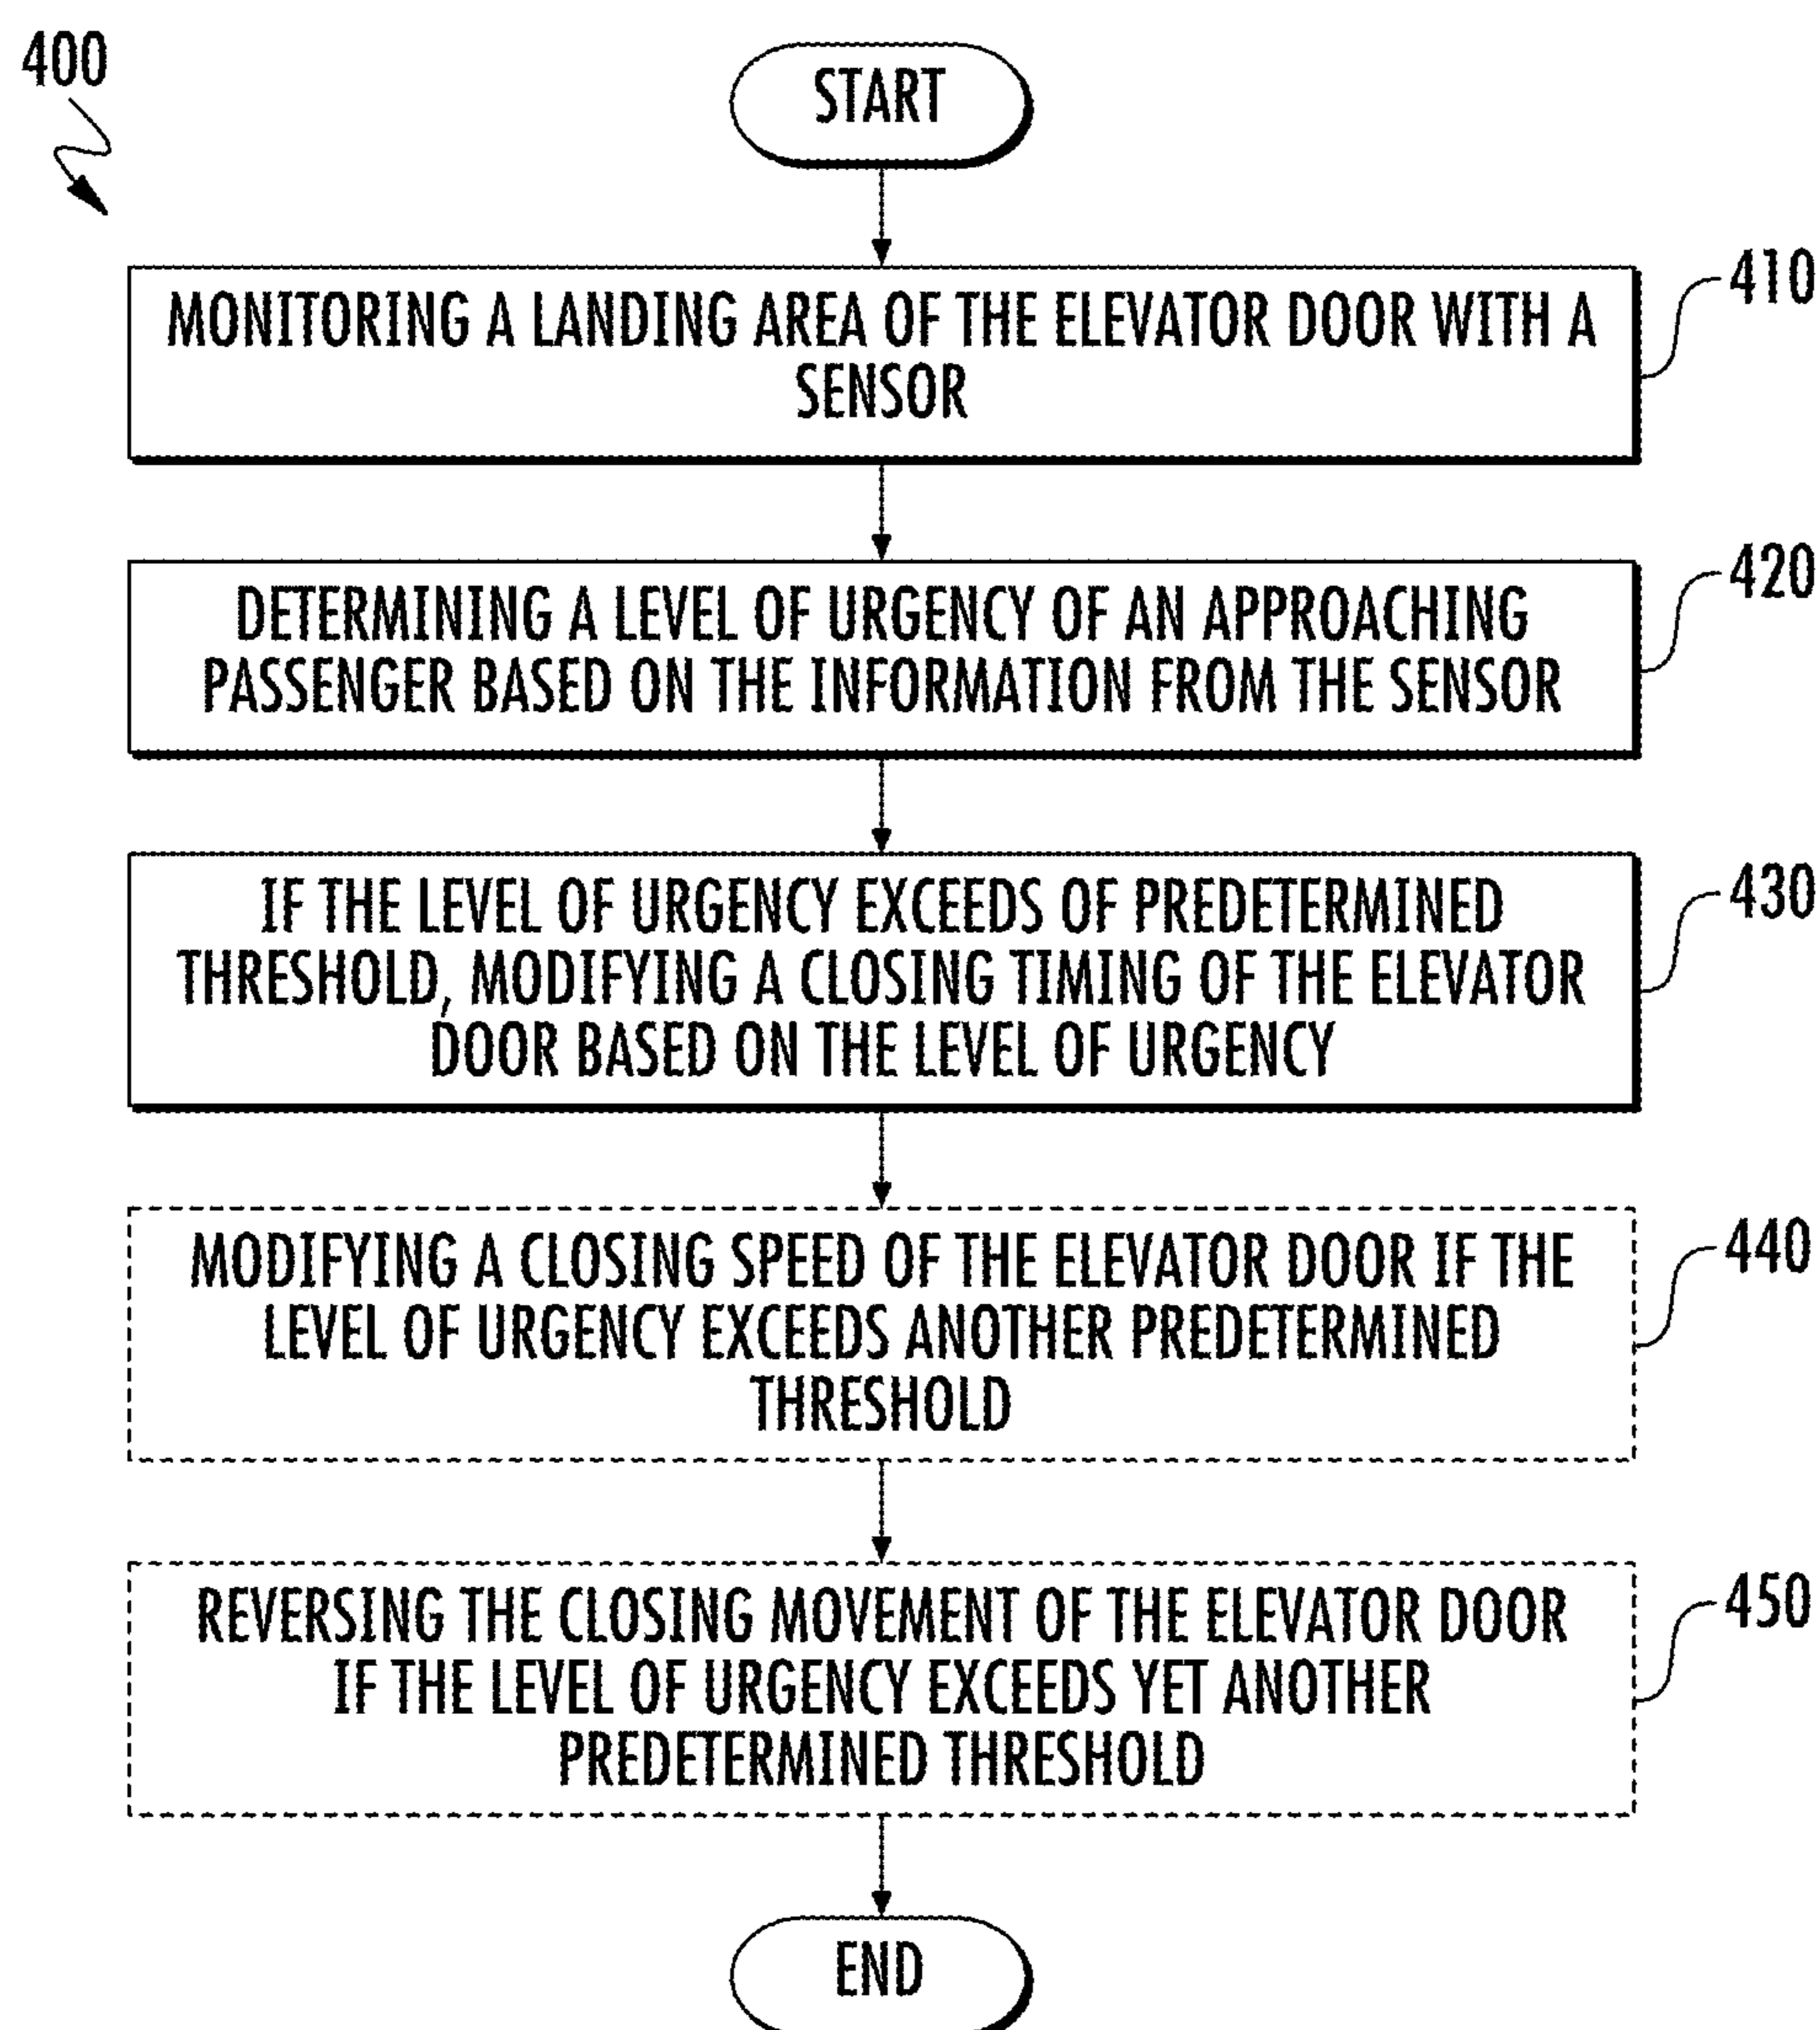 400
START
410
MONITORING A LANDING AREA OF THE ELEVATOR DOOR WITH A
SENSOR
420
DETERMINING A LEVEL OF URGENCY OF AN APPROACHING
PASSENGER BASED ON THE INFORMATION FROM THE SENSOR
430
IF THE LEVEL OF URGENCY EXCEEDS OF PREDETERMINED
THRESHOLD, MODIFYING A CLOSING TIMING OF THE ELEVATOR
DOOR BASED ON THE LEVEL OF URGENCY
440
MODIFYING A CLOSING SPEED OF THE ELEVATOR DOOR IF THE
LEVEL OF URGENCY EXCEEDS ANOTHER PREDETERMINED
THRESHOLD
450
REVERSING THE CLOSING MOVEMENT OF THE ELEVATOR DOOR
IF THE LEVEL OF URGENCY EXCEEDS YET ANOTHER
PREDETERMINED THRESHOLD
END